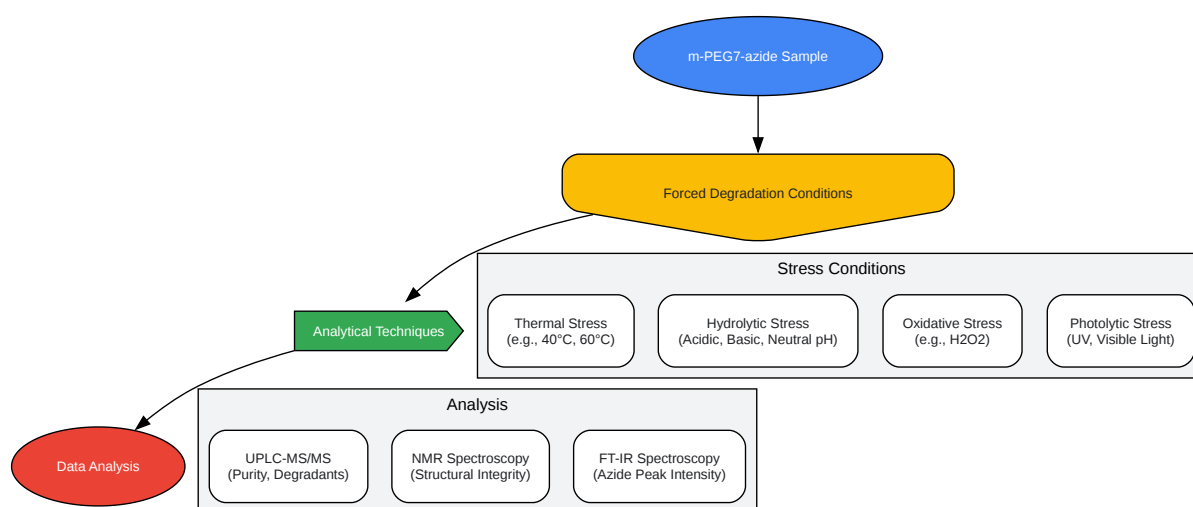 m-PEG7-azide Sample
Forced Degradation Conditions
Stress Conditions
Thermal Stress
(e.g., 40°C, 60°C)
Hydrolytic Stress
(Acidic, Basic, Neutral pH)
Oxidative Stress
(e.g., H2O2)
Photolytic Stress
(UV, Visible Light)
Analytical Techniques
Analysis
UPLC-MS/MS
(Purity, Degradants)
NMR Spectroscopy
(Structural Integrity)
FT-IR Spectroscopy
(Azide Peak Intensity)
Data Analysis